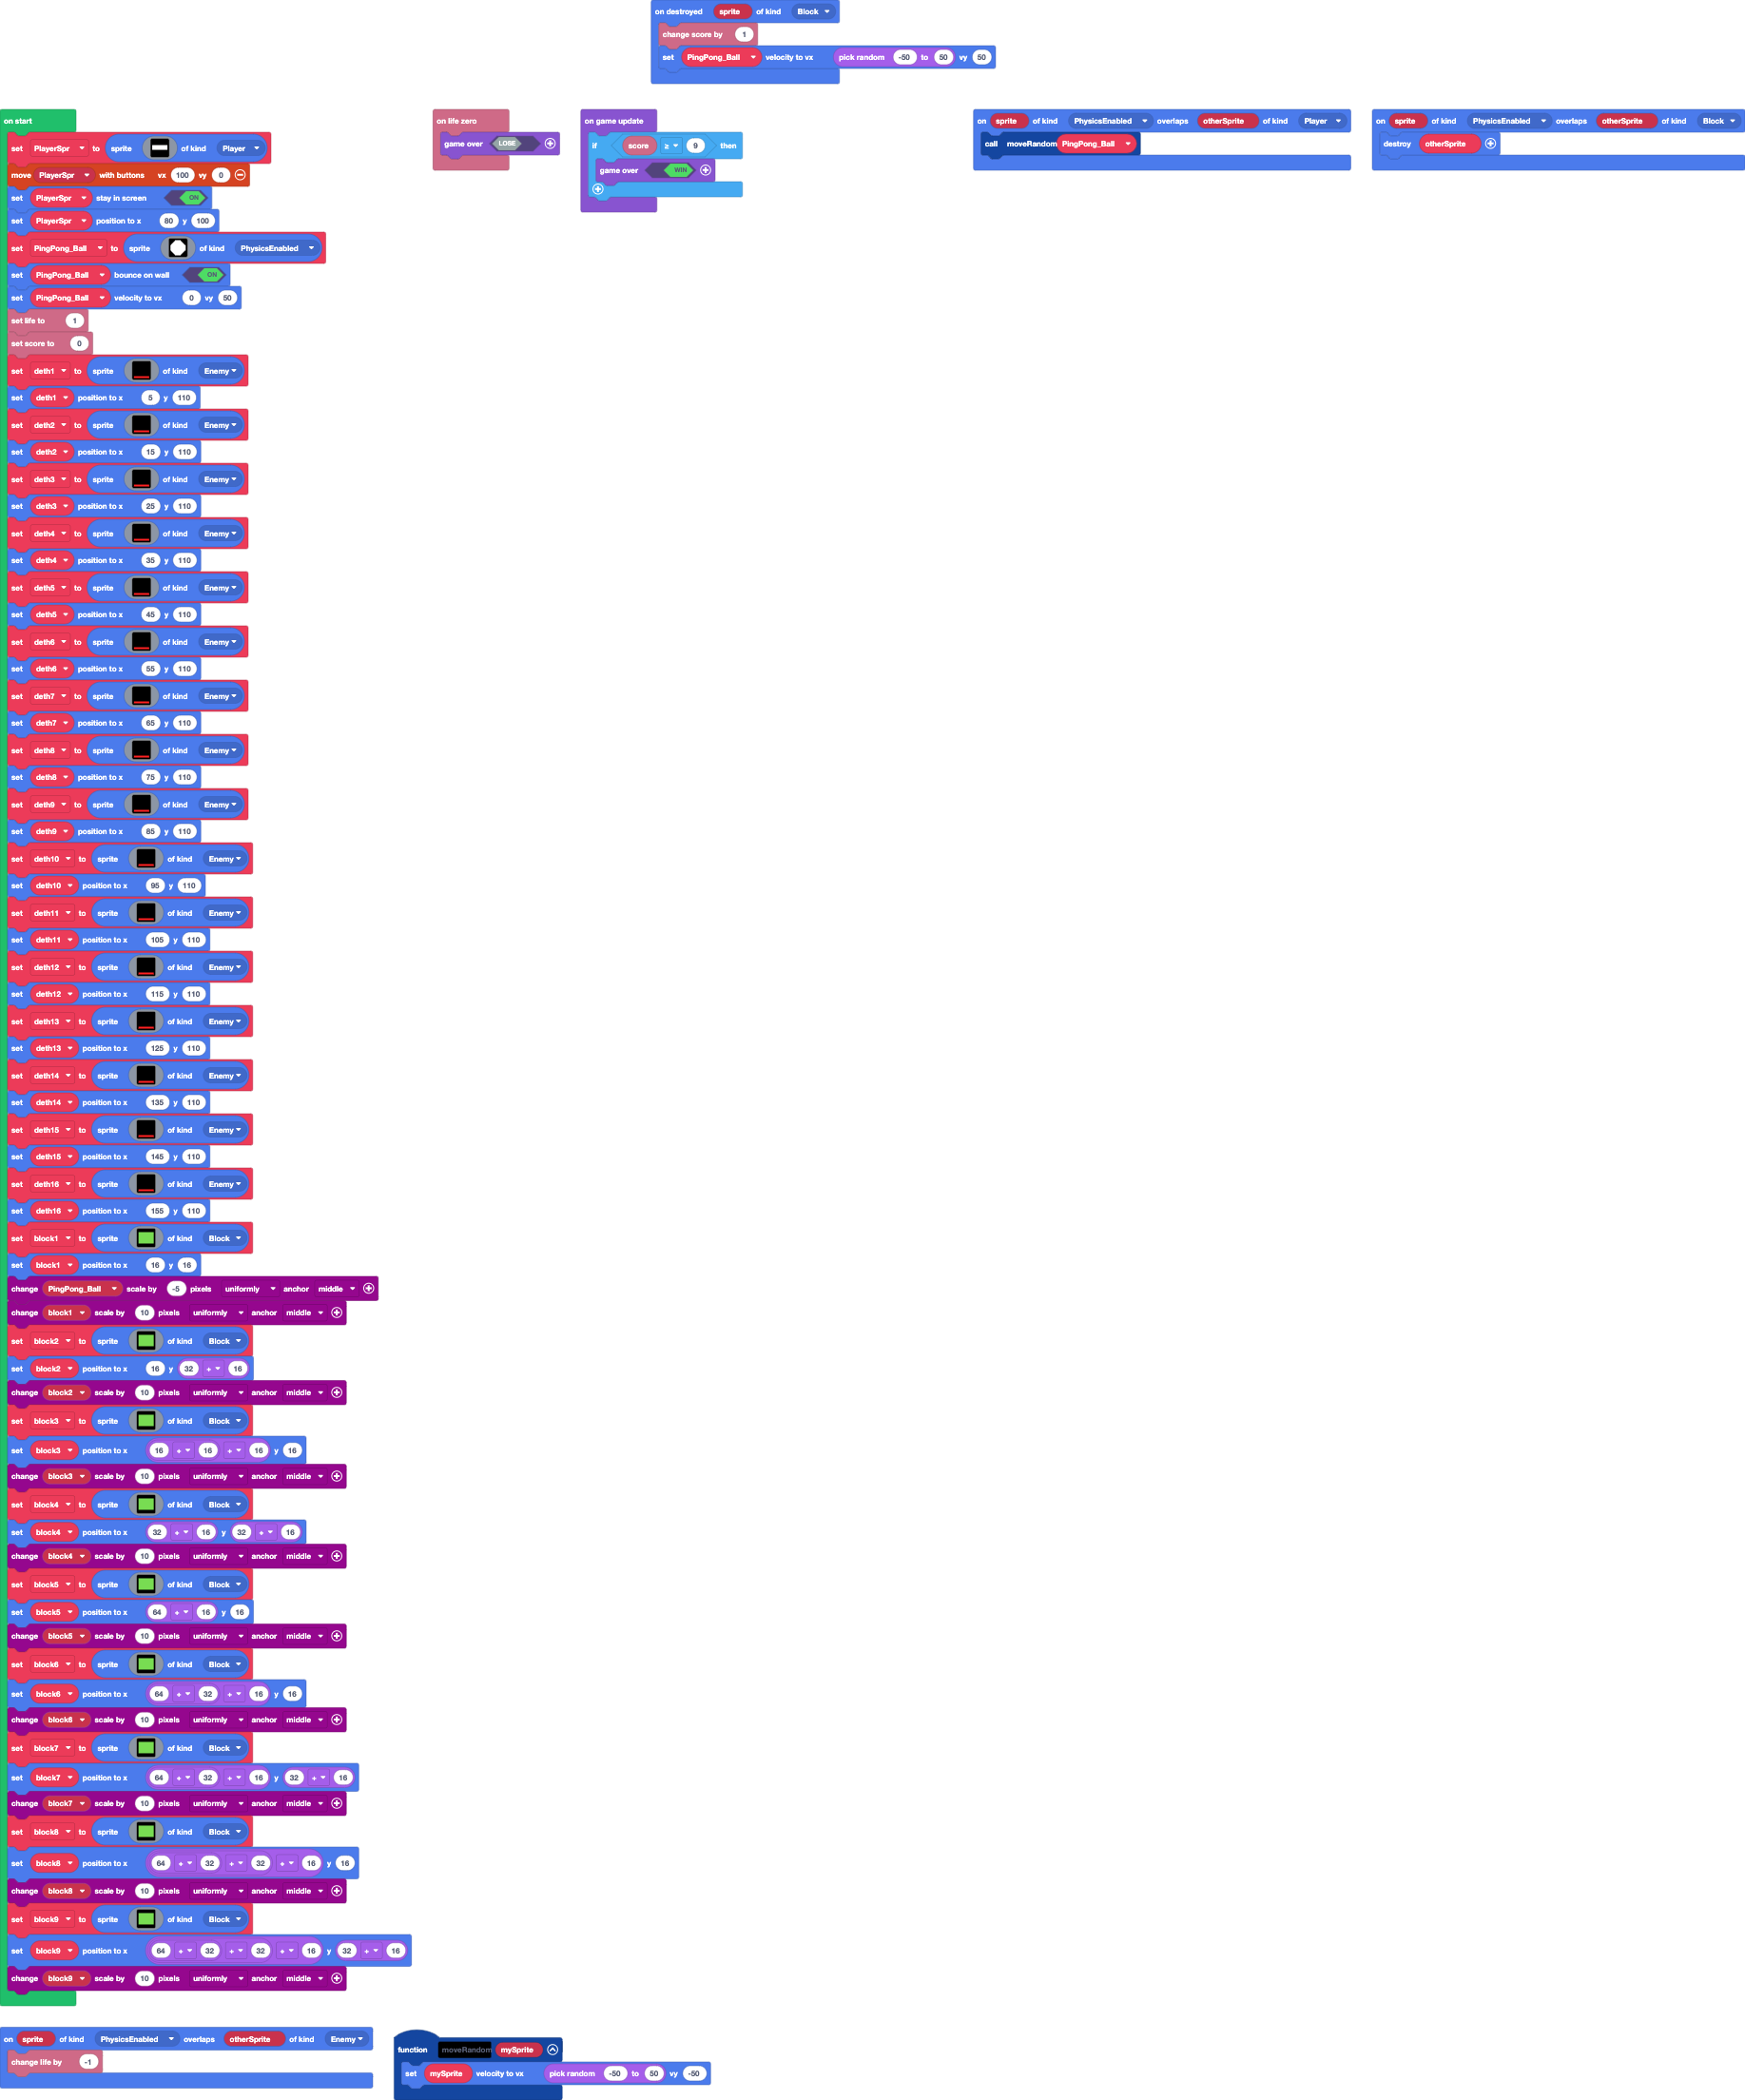 on destroyed sprite of kind Block
change score by 1
set PingPong_Ball velocity to vx pick random -50 to 50 vy 50
on start
set PlayerSpr to sprite of kind Player
move PlayerSpr with buttons vx 100 vy 0
set PlayerSpr stay in screen ON
set PlayerSpr position to x 80 y 100
set PingPong_Ball to sprite of kind PhysicsEnabled
set PingPong_Ball bounce on wall ON
set PingPong_Ball velocity to vx 0 vy 50
set life to 1
set score to 0
set deth1 to sprite of kind Enemy
set deth1 position to x 5 y 110
set deth2 to sprite of kind Enemy
set deth2 position to x 15 y 110
set deth3 to sprite of kind Enemy
set deth3 position to x 25 y 110
set deth4 to sprite of kind Enemy
set deth4 position to x 35 y 110
set deth5 to sprite of kind Enemy
set deth5 position to x 45 y 110
set deth6 to sprite of kind Enemy
set deth6 position to x 55 y 110
set deth7 to sprite of kind Enemy
set deth7 position to x 65 y 110
set deth8 to sprite of kind Enemy
set deth8 position to x 75 y 110
set deth9 to sprite of kind Enemy
set deth9 position to x 85 y 110
set deth10 to sprite of kind Enemy
set deth10 position to x 95 y 110
set deth11 to sprite of kind Enemy
set deth11 position to x 105 y 110
set deth12 to sprite of kind Enemy
set deth12 position to x 115 y 110
set deth13 to sprite of kind Enemy
set deth13 position to x 125 y 110
set deth14 to sprite of kind Enemy
set deth14 position to x 135 y 110
set deth15 to sprite of kind Enemy
set deth15 position to x 145 y 110
set deth16 to sprite of kind Enemy
set deth16 position to x 155 y 110
set block1 to sprite of kind Block
set block1 position to x 16 y 16
change PingPong_Ball scale by -5 pixels uniformly anchor middle
change block1 scale by 10 pixels uniformly anchor middle
set block2 to sprite of kind Block
set block2 position to x 16 y 32 + 16
change block2 scale by 10 pixels uniformly anchor middle
set block3 to sprite of kind Block
set block3 position to x 16 + 16 + 16 y 16
change block3 scale by 10 pixels uniformly anchor middle
set block4 to sprite of kind Block
set block4 position to x 32 + 16 y 32 + 16
change block4 scale by 10 pixels uniformly anchor middle
set block5 to sprite of kind Block
set block5 position to x 64 + 16 y 16
change block5 scale by 10 pixels uniformly anchor middle
set block6 to sprite of kind Block
set block6 position to x 64 + 32 + 16 y 16
change block6 scale by 10 pixels uniformly anchor middle
set block7 to sprite of kind Block
set block7 position to x 64 + 32 + 16 y 32 + 16
change block7 scale by 10 pixels uniformly anchor middle
set block8 to sprite of kind Block
set block8 position to x 64 + 32 + 32 + 16 y 16
change block8 scale by 10 pixels uniformly anchor middle
set block9 to sprite of kind Block
set block9 position to x 64 + 32 + 32 + 16 y 32 + 16
change block9 scale by 10 pixels uniformly anchor middle
on life zero
game over LOSE
on game update
if score ≥ 9 then
game over WIN
on sprite of kind PhysicsEnabled overlaps otherSprite of kind Player
call moveRandom PingPong_Ball
on sprite of kind PhysicsEnabled overlaps otherSprite of kind Block
destroy otherSprite
on sprite of kind PhysicsEnabled overlaps otherSprite of kind Enemy
change life by -1
function moveRandom mySprite
set mySprite velocity to vx pick random -50 to 50 vy -50